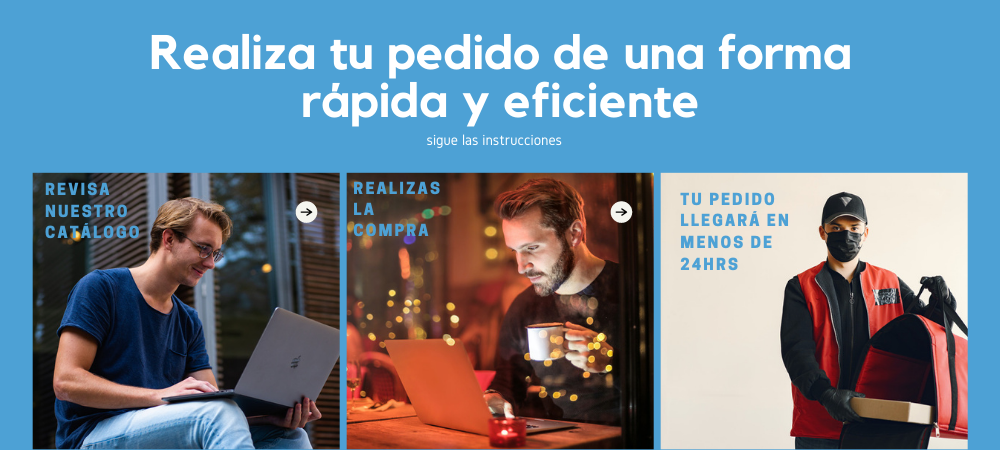 Realiza tu pedido de una forma
rápida y eficiente
sigue las instrucciones
REVISA
NUESTRO
CATÁLOGO
REALIZAS
LA
COMPRA
TU PEDIDO
LLEGARÁ EN
MENOS DE
24HRS